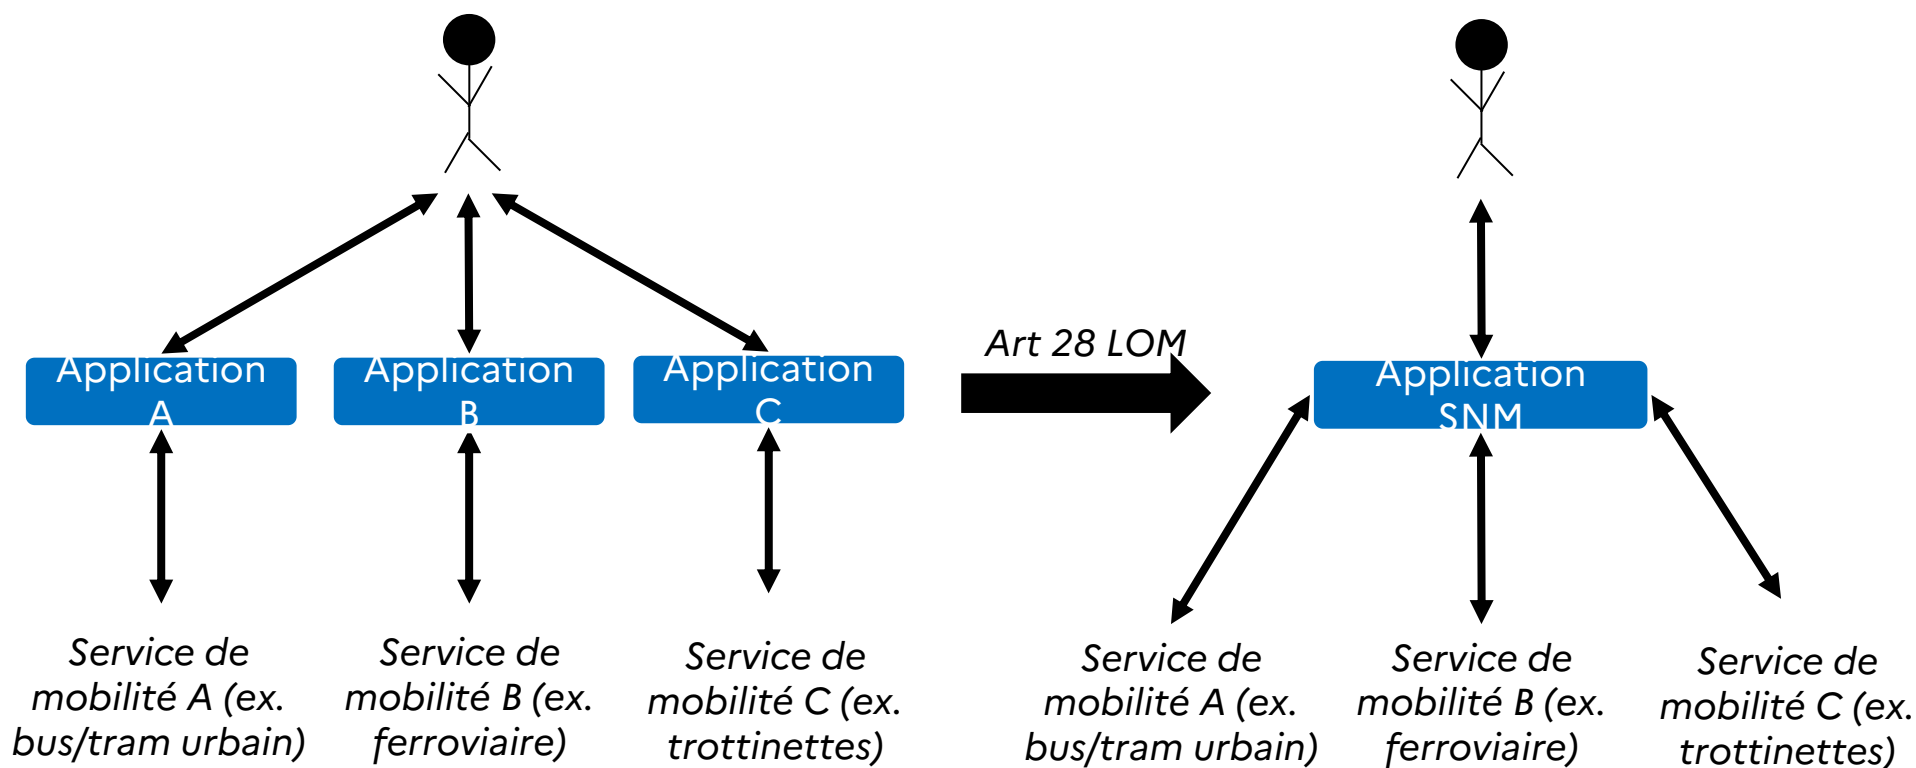 Application
A
Application
B
Application
C
Art 28 LOM
Application
SNM
Service de
mobilité A (ex.
bus/tram urbain)
Service de
mobilité B (ex.
ferroviaire)
Service de
mobilité C (ex.
trottinettes)
Service de
mobilité A (ex.
bus/tram urbain)
Service de
mobilité B (ex.
ferroviaire)
Service de
mobilité C (ex.
trottinettes)